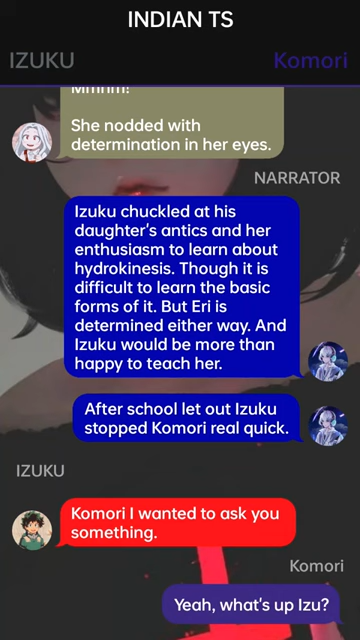 INDIAN TS
IZUKU
Komori
Mmhm!
She nodded with
determination in her eyes.
NARRATOR
Izuku chuckled at his
daughter's antics and her
enthusiasm to learn about
hydrokinesis. Though it is
difficult to learn the basic
forms of it. But Eri is
determined either way. And
Izuku would be more than
happy to teach her.
After school let out Izuku
stopped Komori real quick.
IZUKU
Komori I wanted to ask you
something.
Komori
Yeah, what's up Izu?